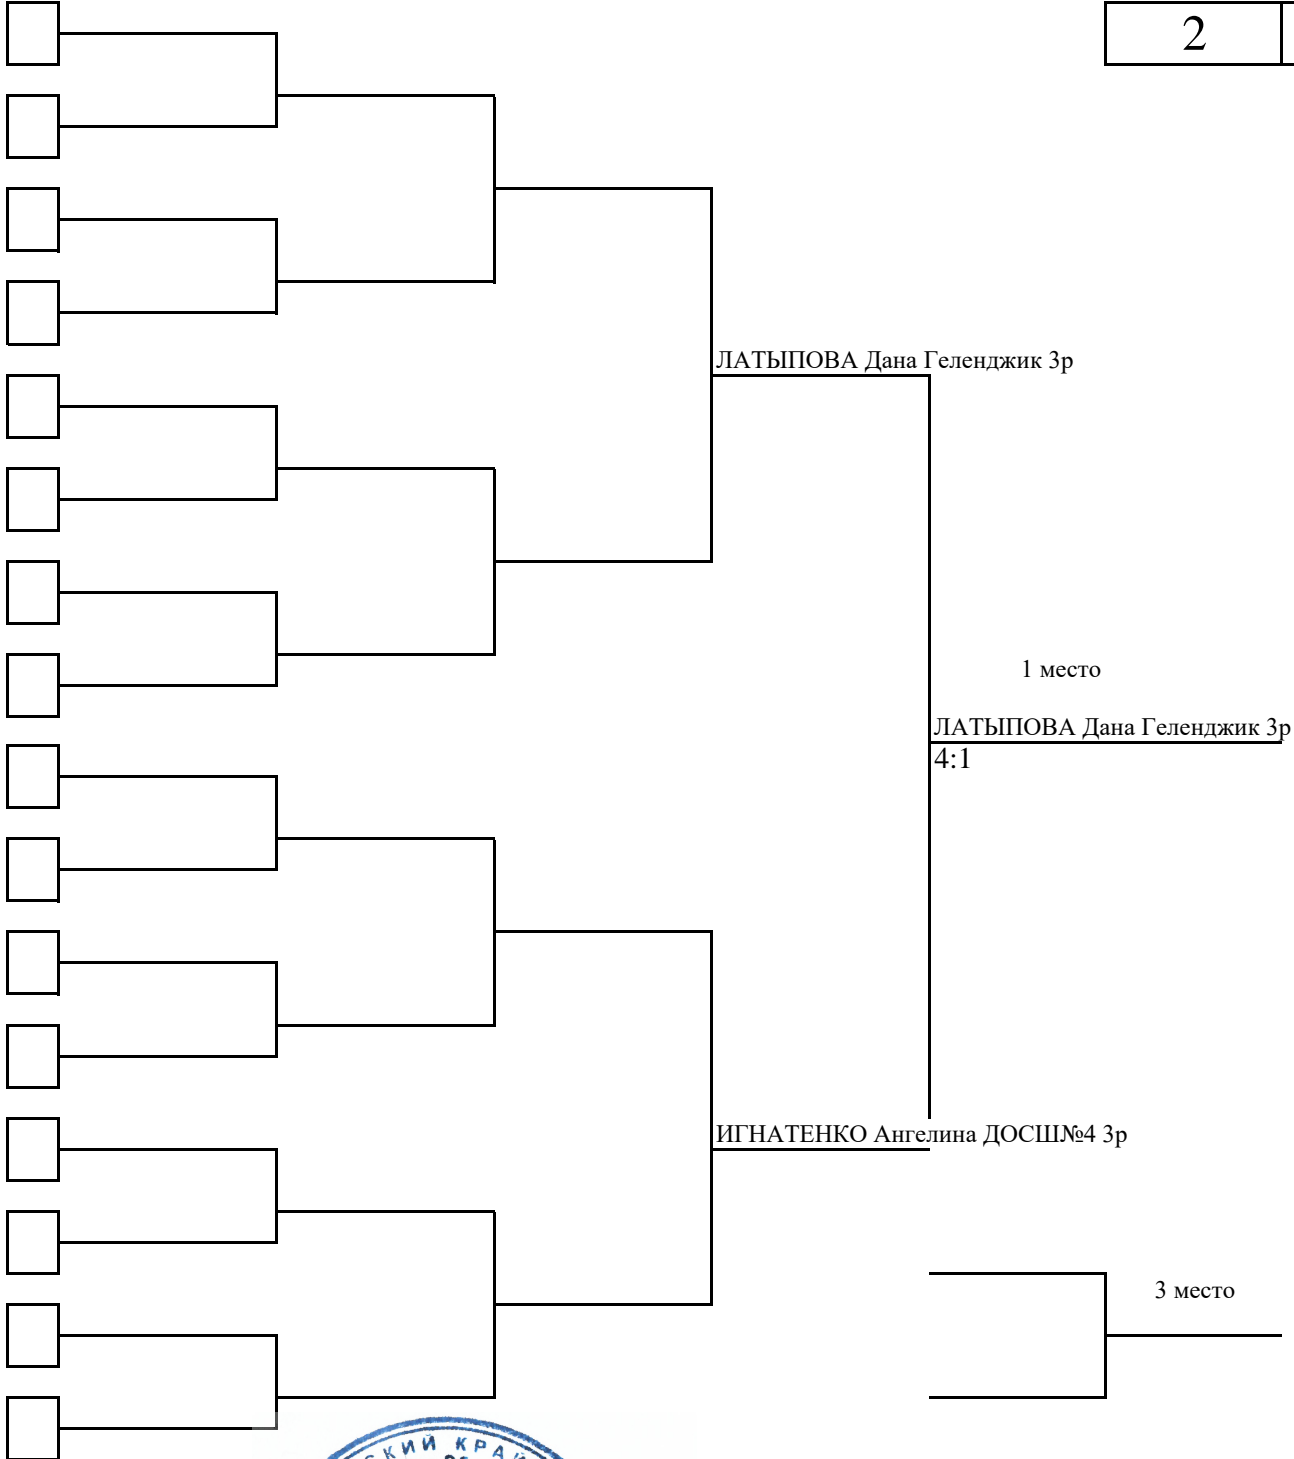 2
ЛАТЫПОВА Дана Геленджик 3р
1 место
ЛАТЫПОВА Дана Геленджик 3р
4:1
ИГНАТЕНКО Ангелина ДОСШ№4 3р
3 место
КРАЙ